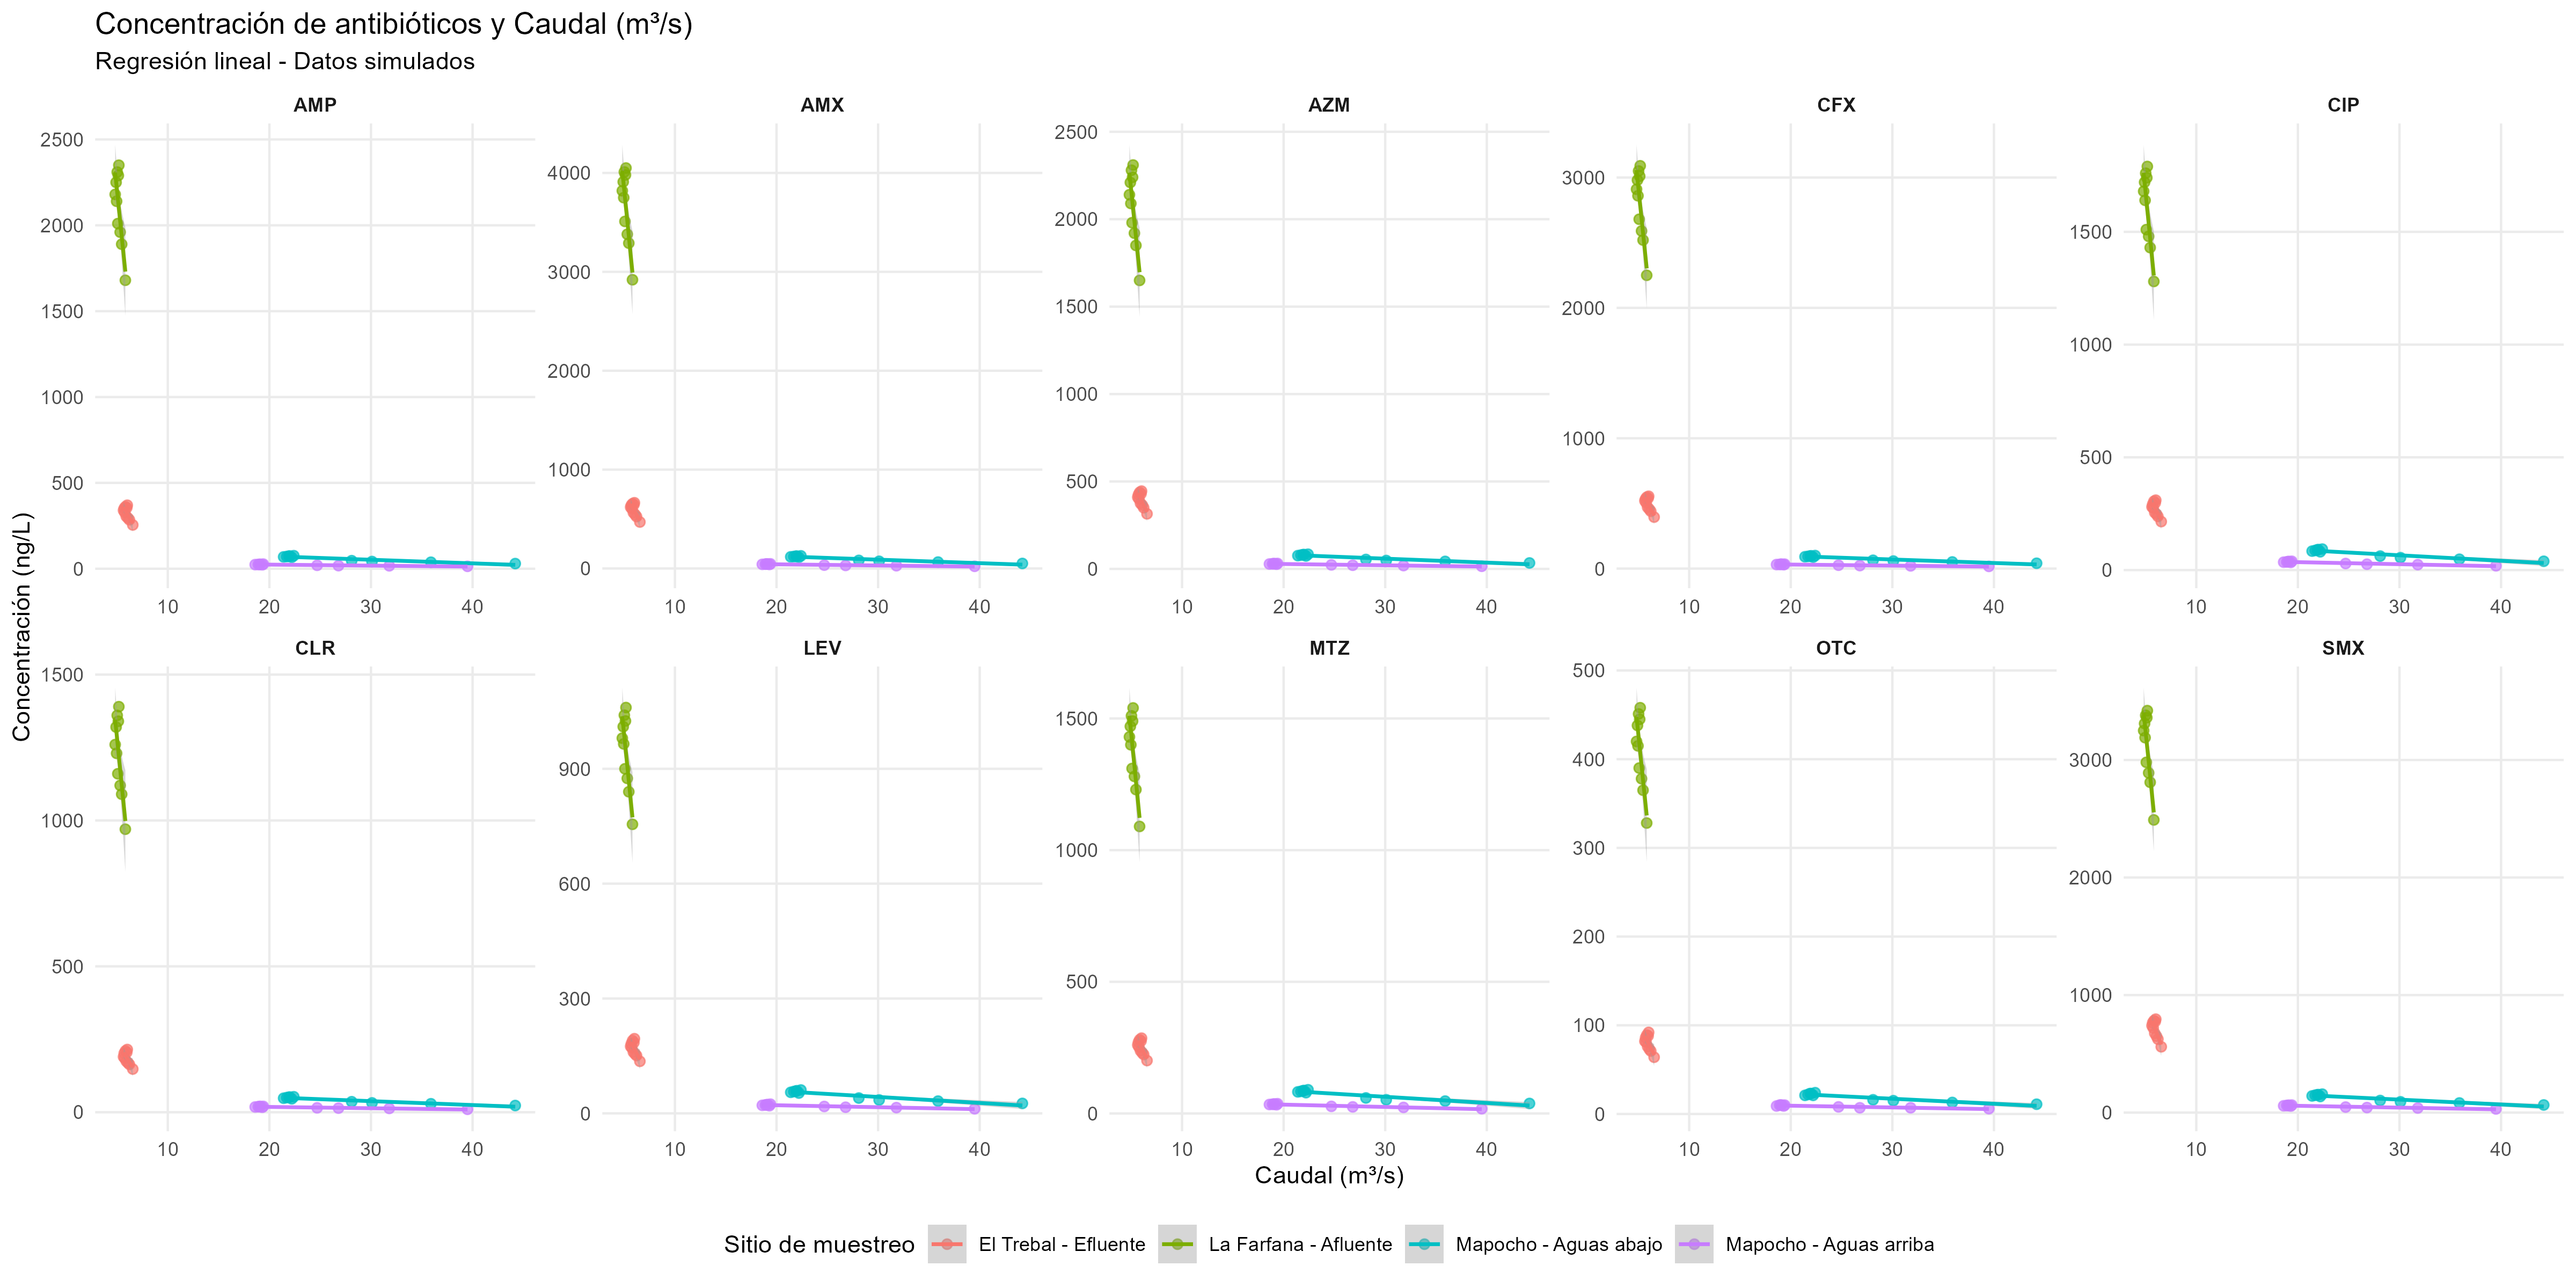 Concentración de antibióticos y Caudal (m³/s)
Regresión lineal - Datos simulados
AMP
AMX
AZM
CFX
CIP
2500
2000
1500
1000
500
0
10 20 30 40
4000
3000
2000
1000
0
10 20 30 40
2500
2000
1500
1000
500
0
10 20 30 40
3000
2000
1000
0
10 20 30 40
1500
1000
500
0
10 20 30 40
Concentración (ng/L)
CLR
LEV
MTZ
OTC
SMX
1500
1000
500
0
10 20 30 40
900
600
300
0
10 20 30 40
1500
1000
500
0
10 20 30 40
500
400
300
200
100
0
10 20 30 40
3000
2000
1000
0
10 20 30 40
Caudal (m³/s)
Sitio de muestreo El Trebal - Efluente La Farfana - Afluente Mapocho - Aguas abajo Mapocho - Aguas arriba